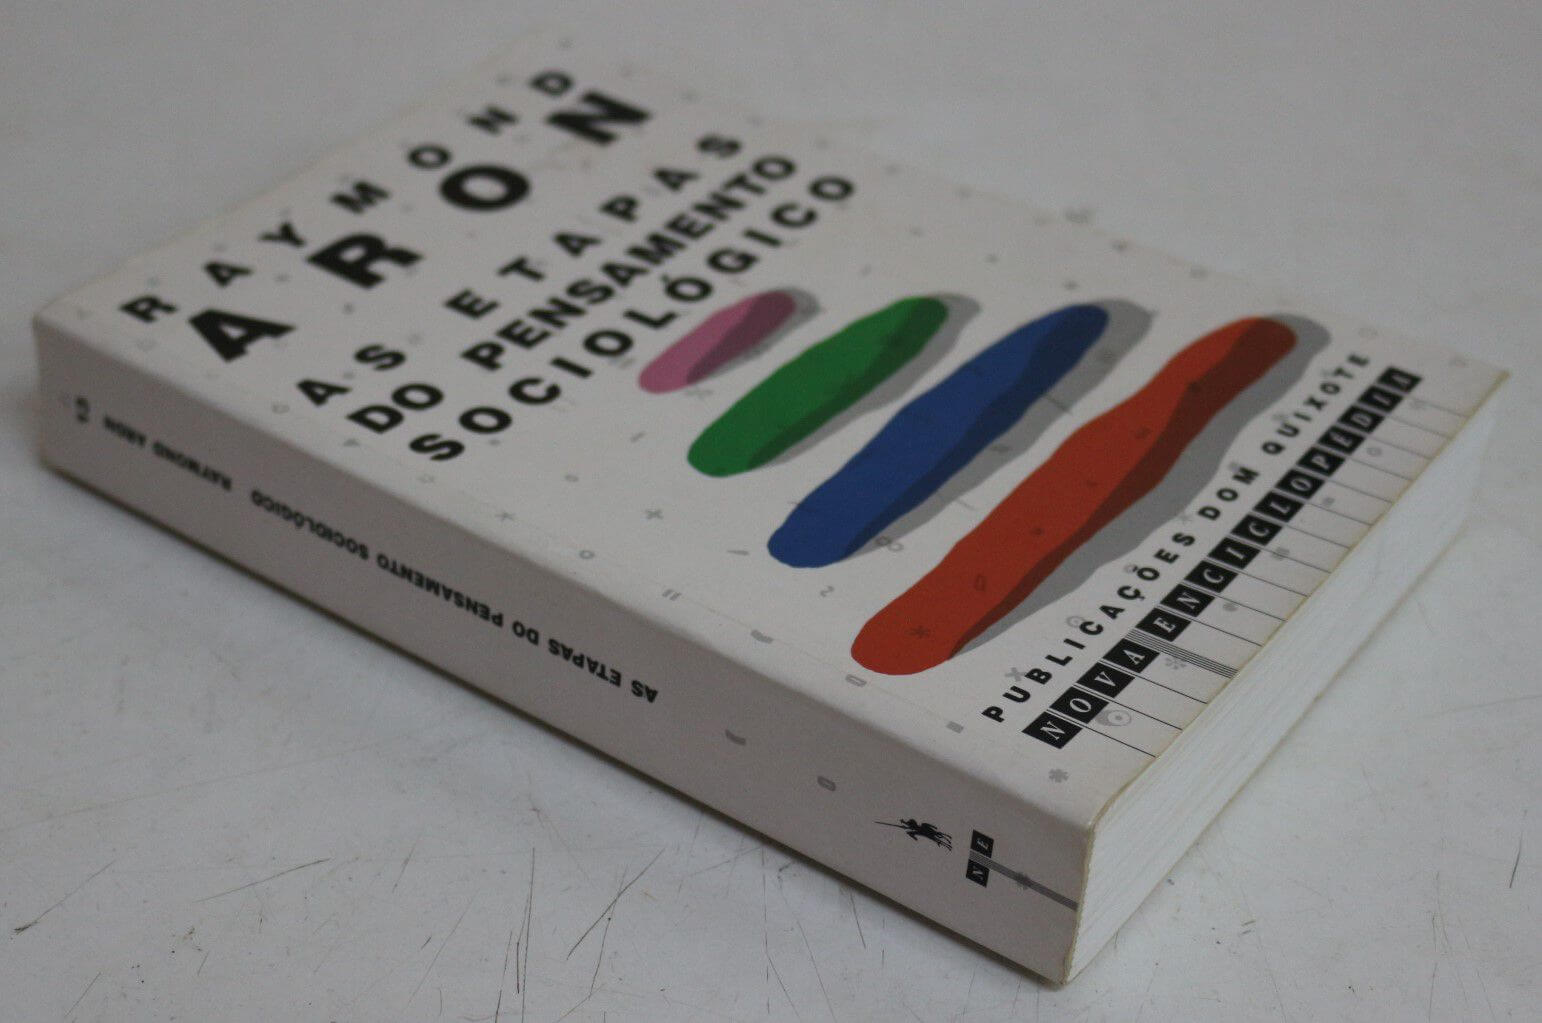 RAYMOND
ARON
AS ETAPAS
DO PENSAMENTO
SOCIOLÓGICO
PUBLICAÇÕES DOM QUIXOTE
NOVA ENCICLOPÉDIA
AS ETAPAS DO PENSAMENTO SOCIOLÓGICO RAYMOND ARON
N E